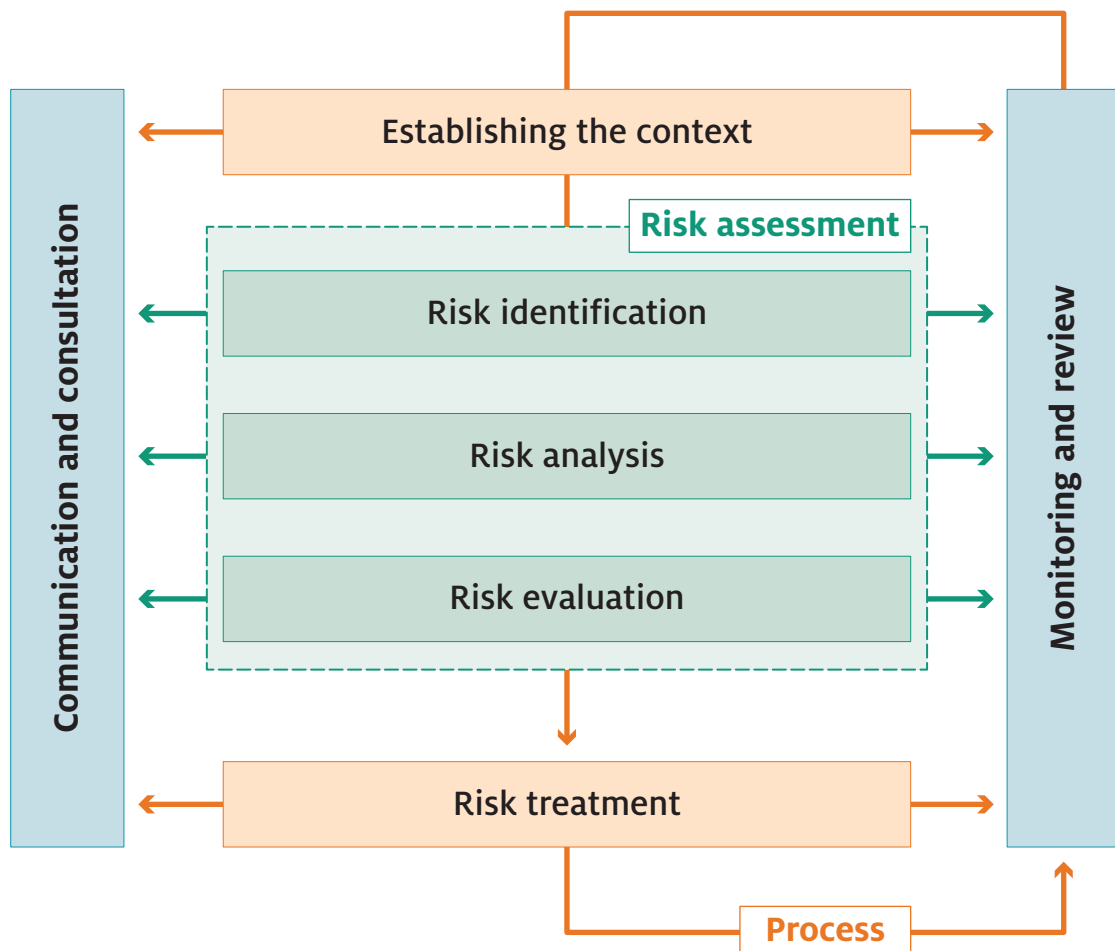 Establishing the context
Communication and consultation
Risk assessment
Risk identification
Risk analysis
Risk evaluation
Monitoring and review
Risk treatment
Process